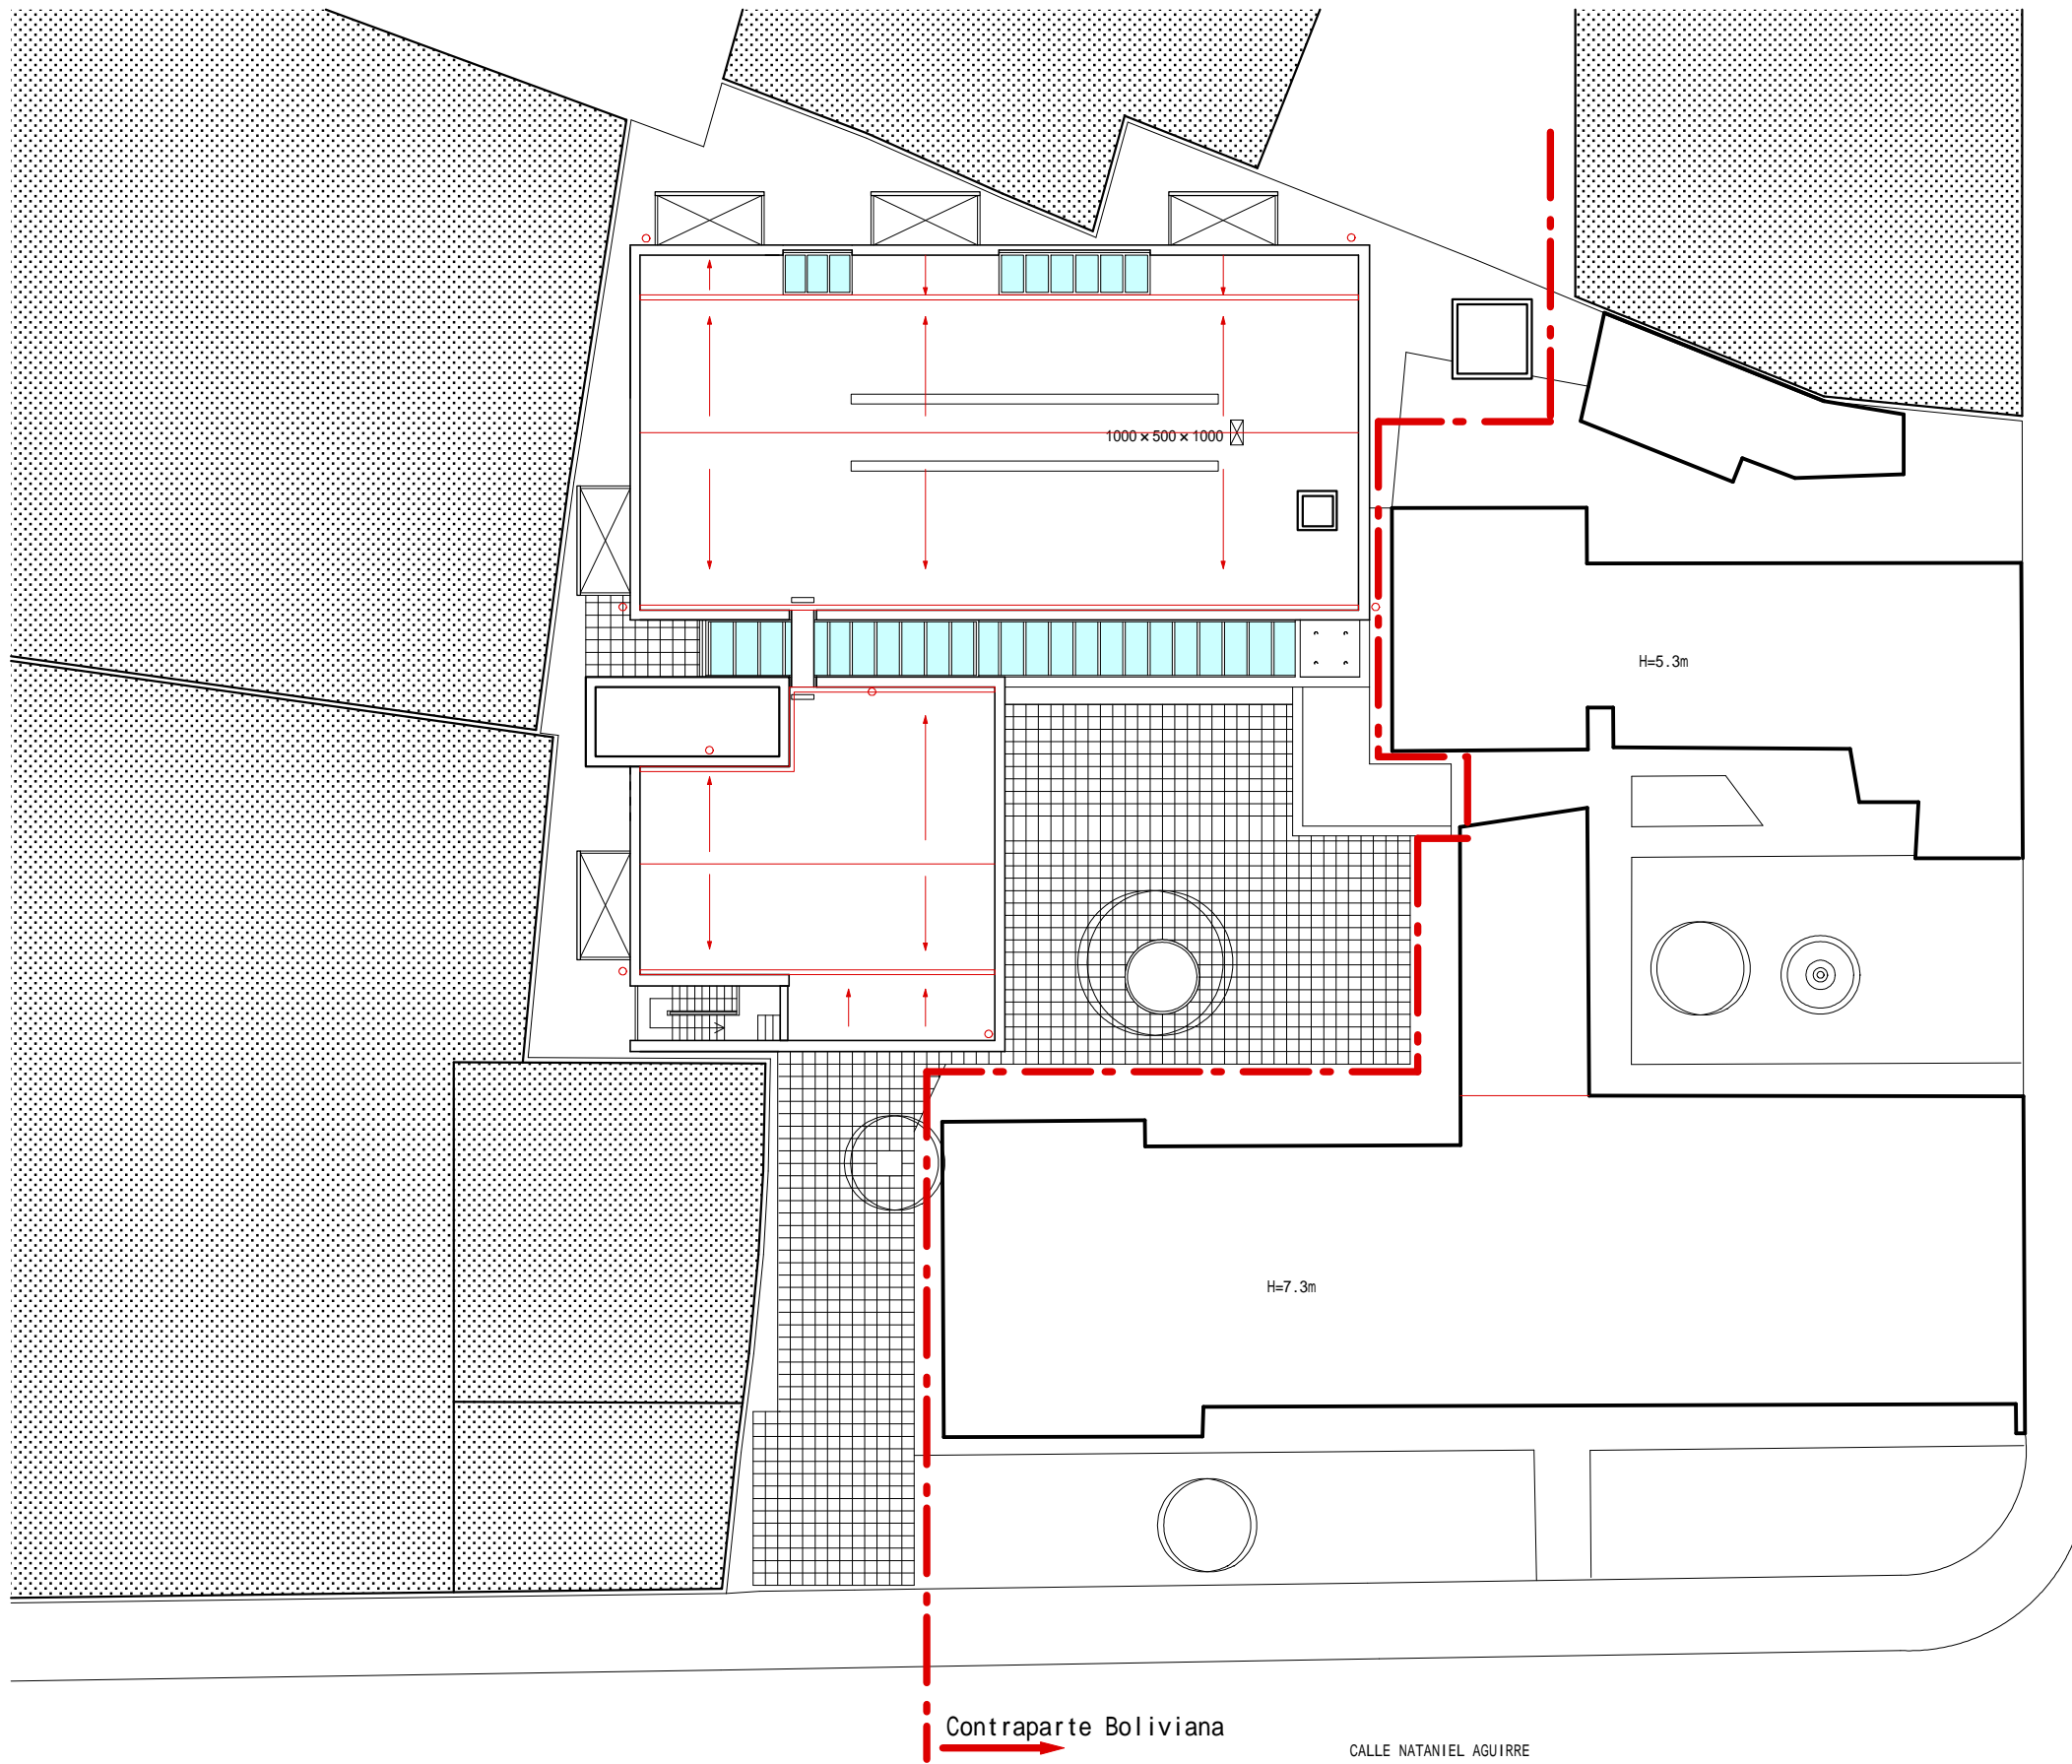 1000×500×1000
H=5.3m
H=7.3m
Contraparte Boliviana
CALLE NATANIEL AGUIRRE